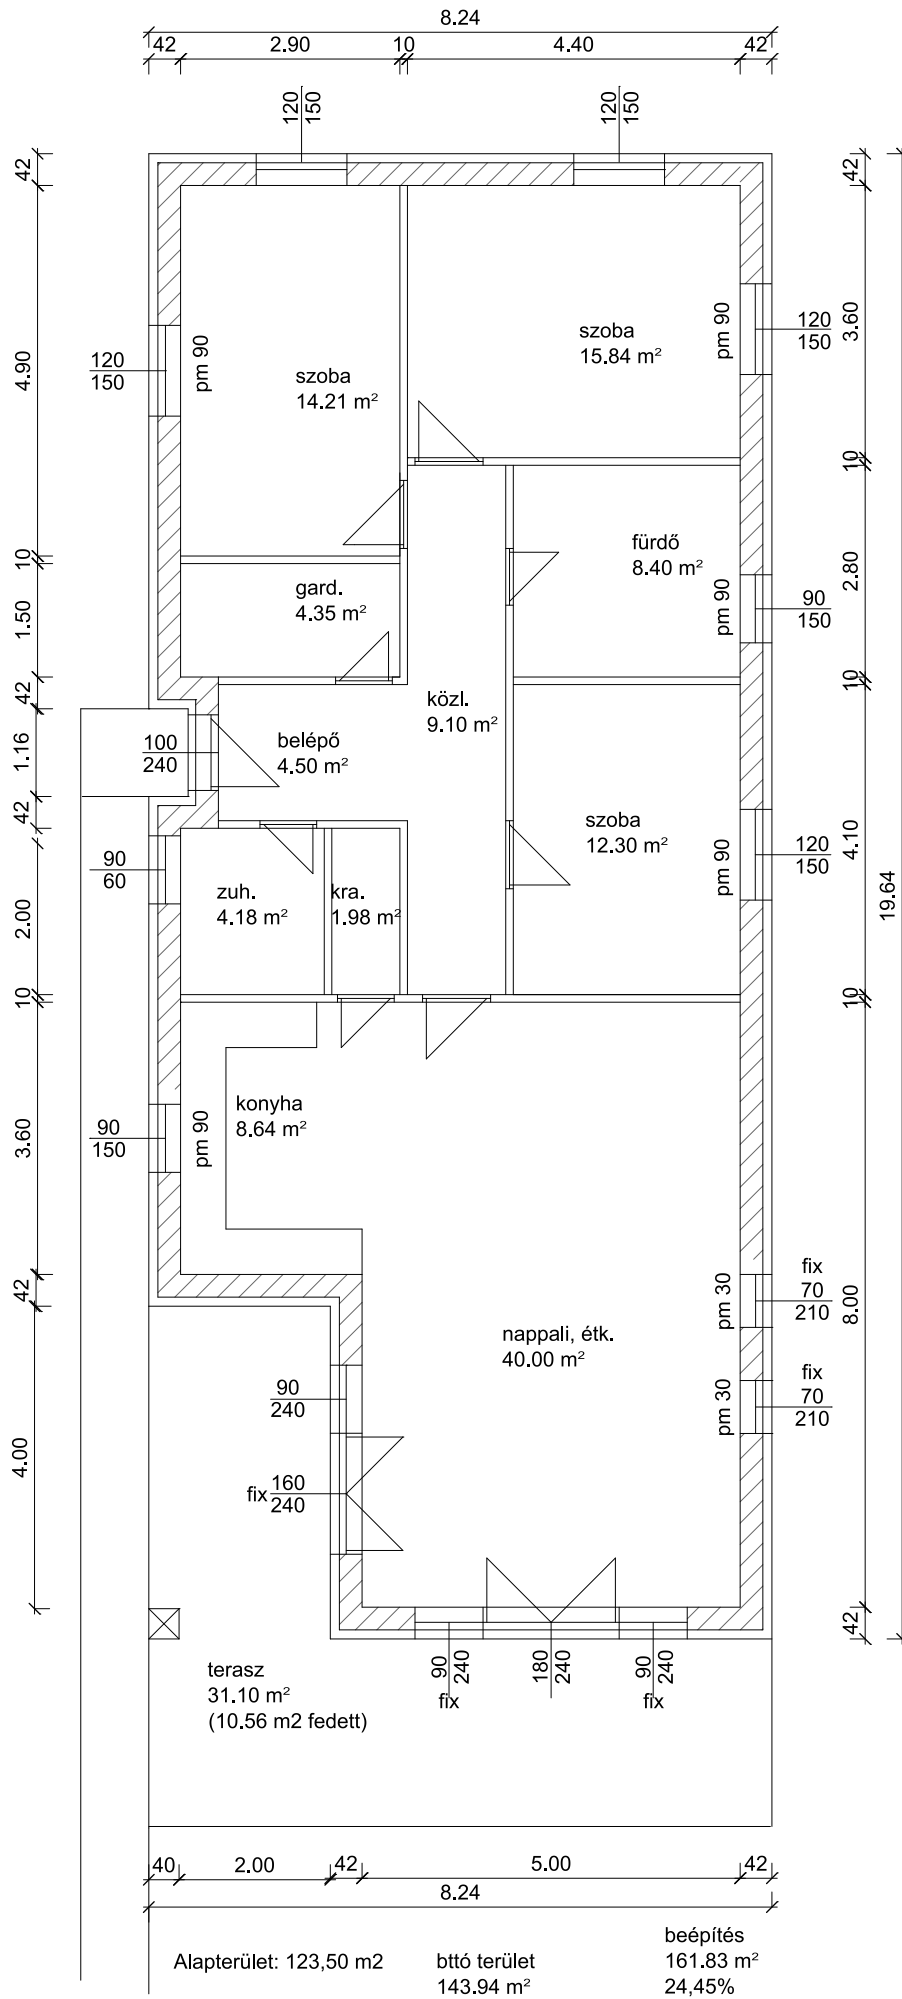 8.24
42 2.90 10 4.40 42
120
150
120
150
42
4.90
10
1.50
42
1.16
42
2.00
10
3.60
42
4.00
42
3.60
10
2.80
10
4.10
10
8.00
42
19.64
szoba
15.84 m²
pm 90
120
150
120
150
pm 90
szoba
14.21 m²
fürdő
8.40 m²
pm 90
90
150
gard.
4.35 m²
közl.
9.10 m²
100
240
belépő
4.50 m²
szoba
12.30 m²
pm 90
120
150
90
60
zuh.
4.18 m²
kra.
1.98 m²
konyha
8.64 m²
90
150
pm 90
nappali, étk.
40.00 m²
pm 30
fix
70
210
pm 30
fix
70
210
90
240
fix 160
240
90
240
fix
180
240
90
240
fix
terasz
31.10 m²
(10.56 m2 fedett)
40 2.00 42 5.00 42
8.24
Alapterület: 123,50 m2
bttó terület
143.94 m²
beépítés
161.83 m²
24,45%